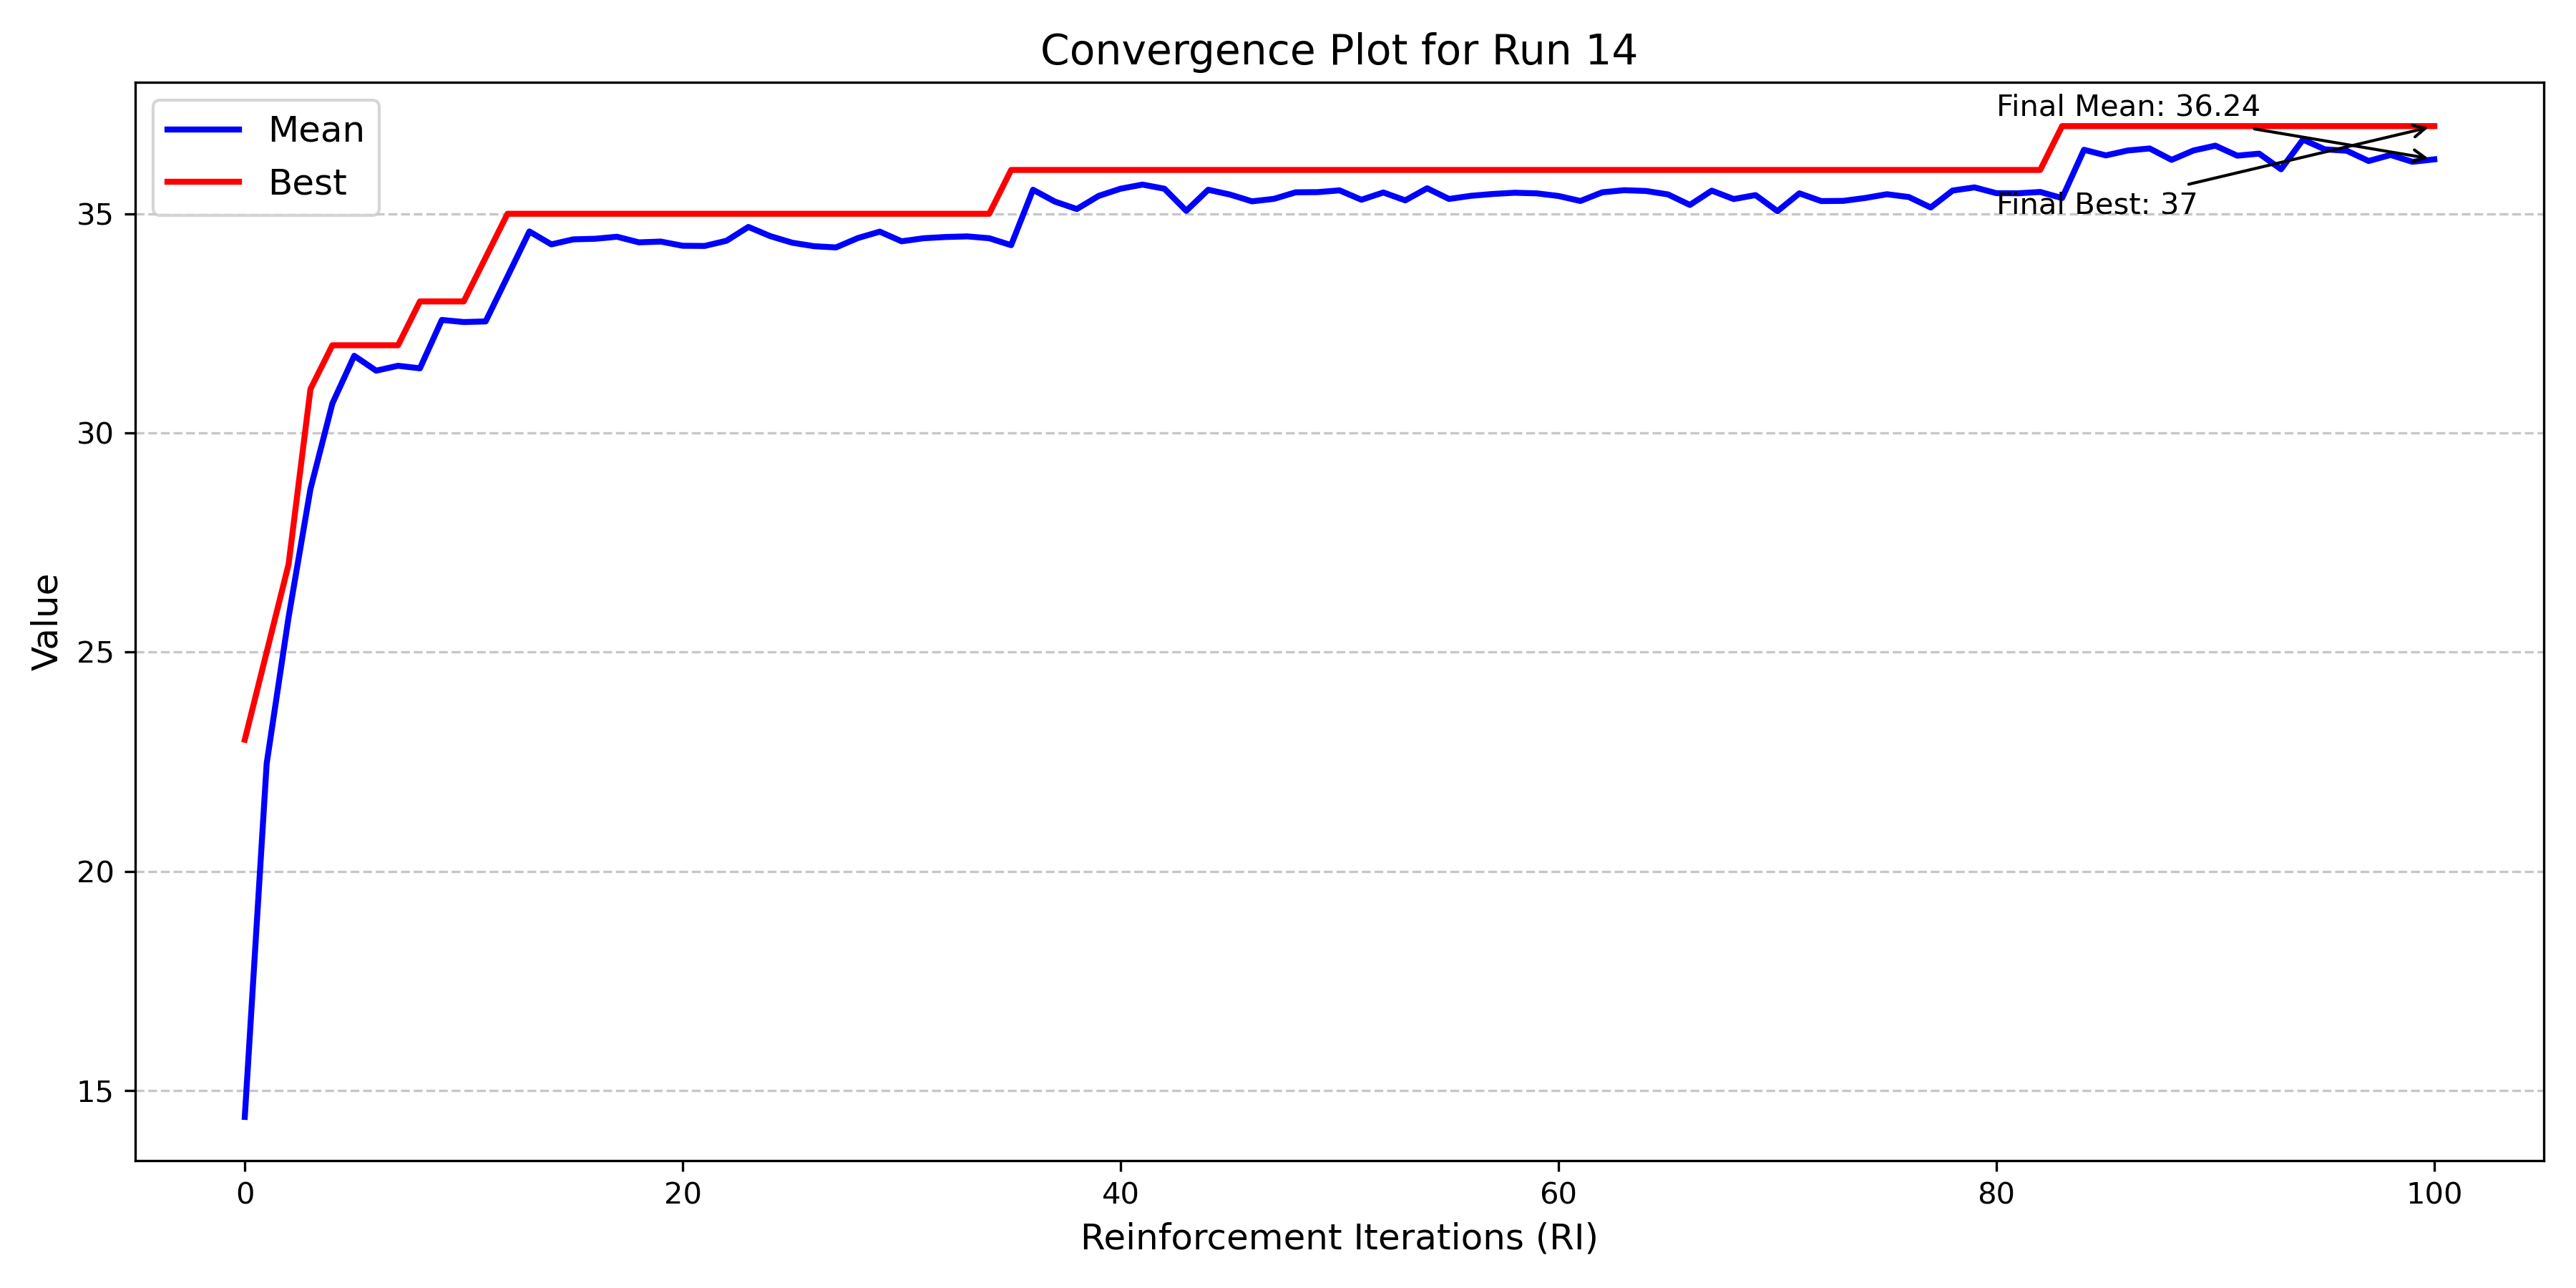 Convergence Plot for Run 14
Mean
Best
Final Mean: 36.24
Final Best: 37
Value
35
30
25
20
15
0 20 40 60 80 100
Reinforcement Iterations (RI)